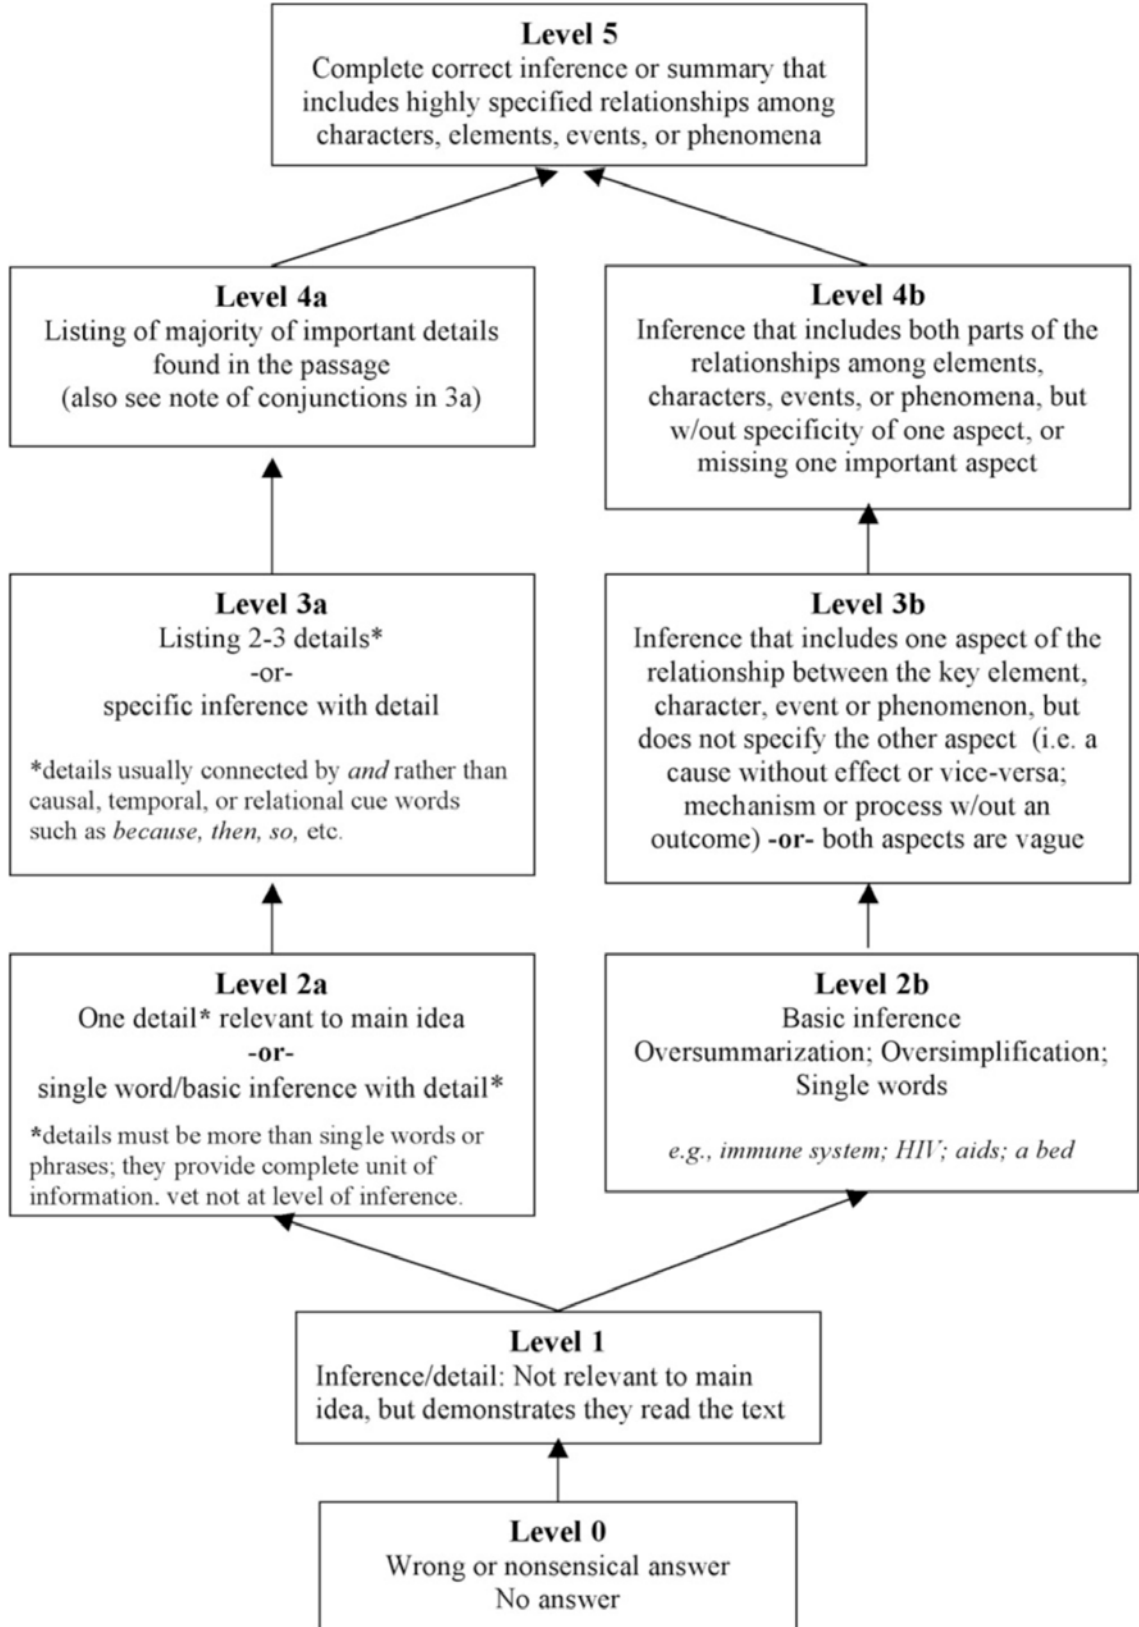 Level 5
Complete correct inference or summary that
includes highly specified relationships among
characters, elements, events, or phenomena
Level 4a
Listing of majority of important details
found in the passage
(also see note of conjunctions in 3a)
Level 4b
Inference that includes both parts of the
relationships among elements,
characters, events, or phenomena, but
w/out specificity of one aspect, or
missing one important aspect
Level 3a
Listing 2-3 details*
-or-
specific inference with detail
*details usually connected by and rather than
causal, temporal, or relational cue words
such as because, then, so, etc.
Level 3b
Inference that includes one aspect of the
relationship between the key element,
character, event or phenomenon, but
does not specify the other aspect (i.e. a
cause without effect or vice-versa;
mechanism or process w/out an
outcome) -or- both aspects are vague
Level 2a
One detail* relevant to main idea
-or-
single word/basic inference with detail*
*details must be more than single words or
phrases; they provide complete unit of
information, yet not at level of inference.
Level 2b
Basic inference
Oversummarization; Oversimplification;
Single words
e.g., immune system; HIV; aids; a bed
Level 1
Inference/detail: Not relevant to main
idea, but demonstrates they read the text
Level 0
Wrong or nonsensical answer
No answer